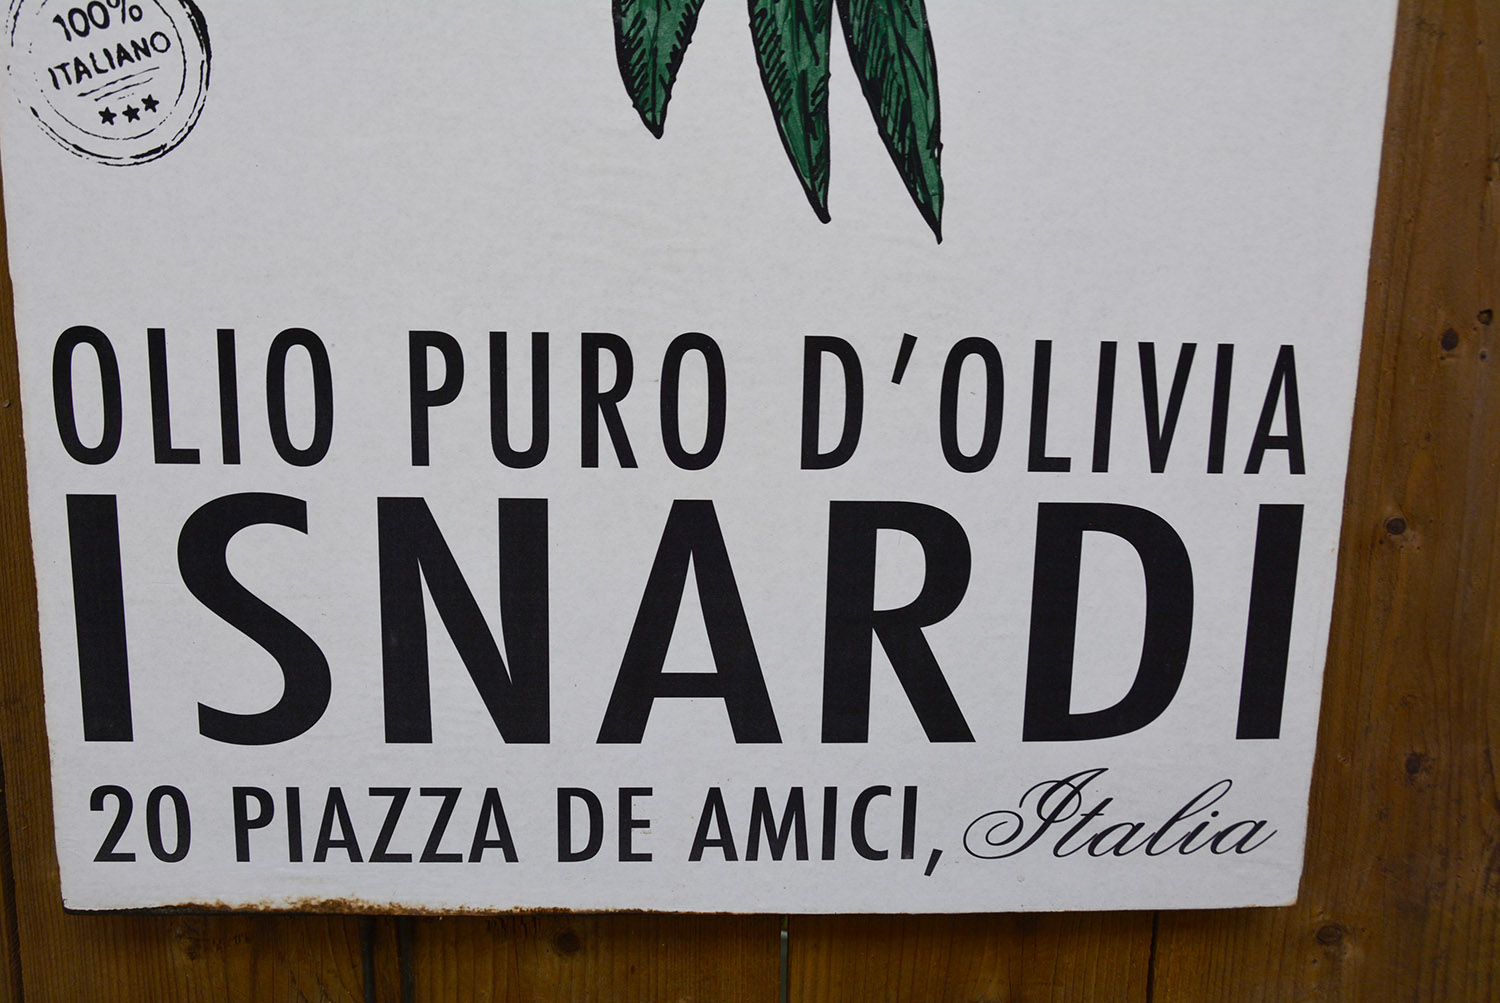 100%
ITALIANO
OLIO PURO D'OLIVIA
ISNARDI
20 PIAZZA DE AMICI, Italia